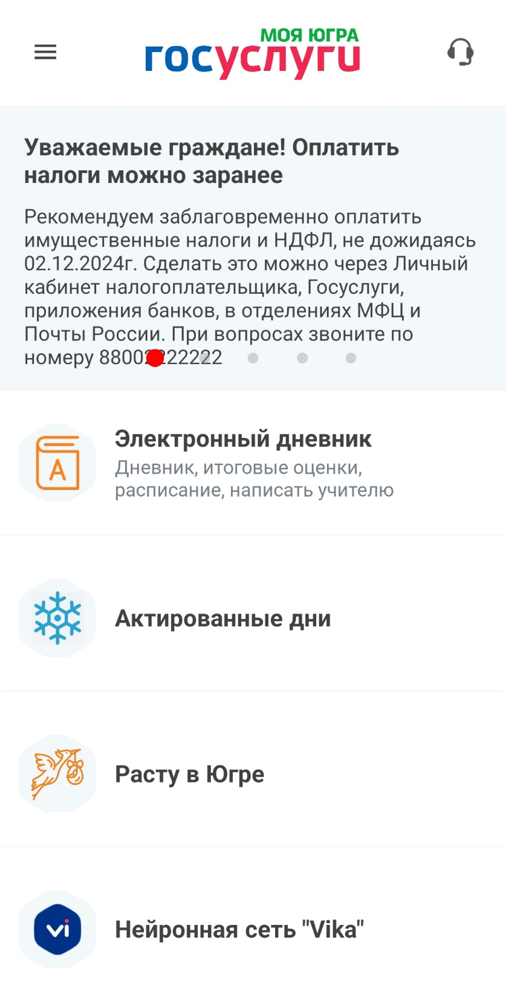 МОЯ ЮГРА
госуслуги
Уважаемые граждане! Оплатить
налоги можно заранее
Рекомендуем заблаговременно оплатить
имущественные налоги и НДФЛ, не дожидаясь
02.12.2024г. Сделать это можно через Личный
кабинет налогоплательщика, Госуслуги,
приложения банков, в отделениях МФЦ и
Почты России. При вопросах звоните по
номеру 88002222222
Электронный дневник
Дневник, итоговые оценки,
расписание, написать учителю
А
Актированные дни
Расту в Югре
vi
Нейронная сеть "Vika"